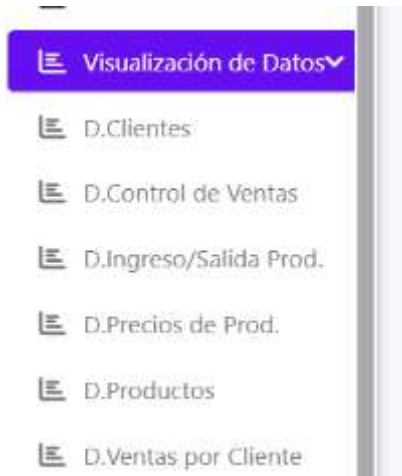 Visualización de Datos
D.Clientes
D.Control de Ventas
D.Ingreso/Salida Prod.
D.Precios de Prod.
D.Productos
D.Ventas por Cliente